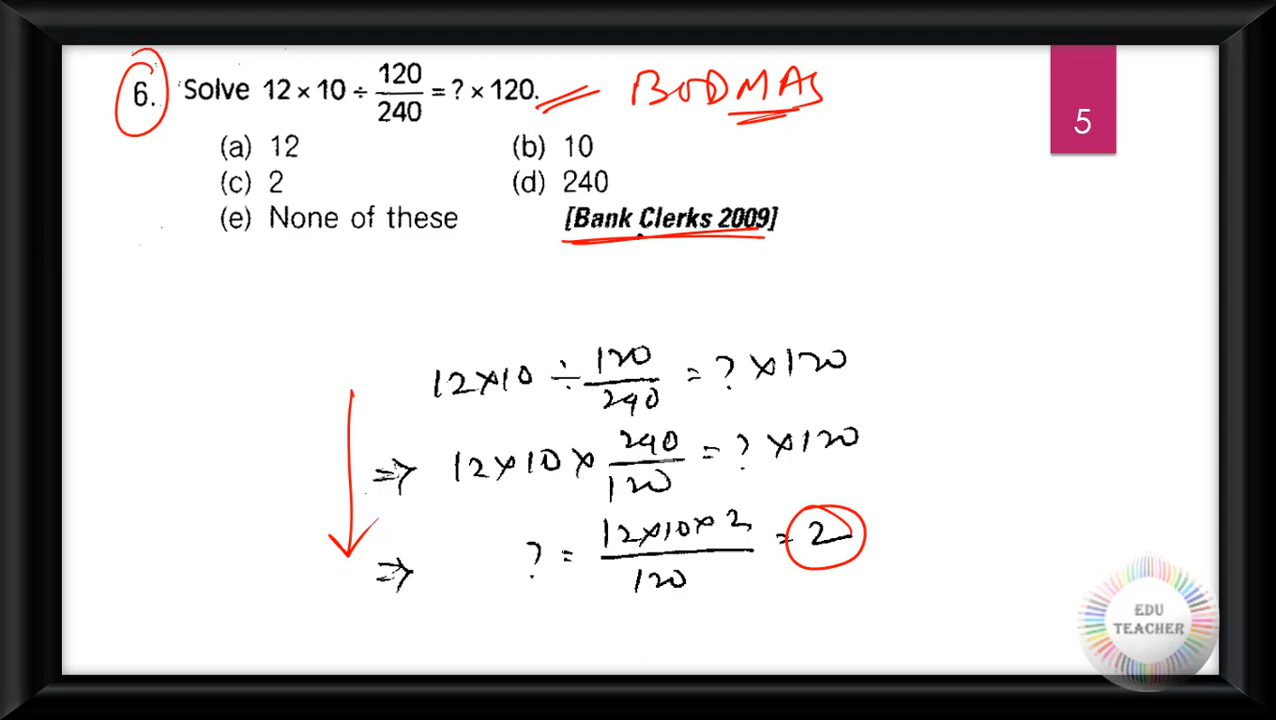 6. Solve 12 × 10 ÷ 120/240 = ? × 120. BODMAS
5
(a) 12 (b) 10
(c) 2 (d) 240
(e) None of these [Bank Clerks 2009]
12×10 ÷ 120/240 = ? ×120
⇒ 12×10× 240/120 = ? ×120
⇒ ? = 12×10×2/120 = 2
EDU
TEACHER